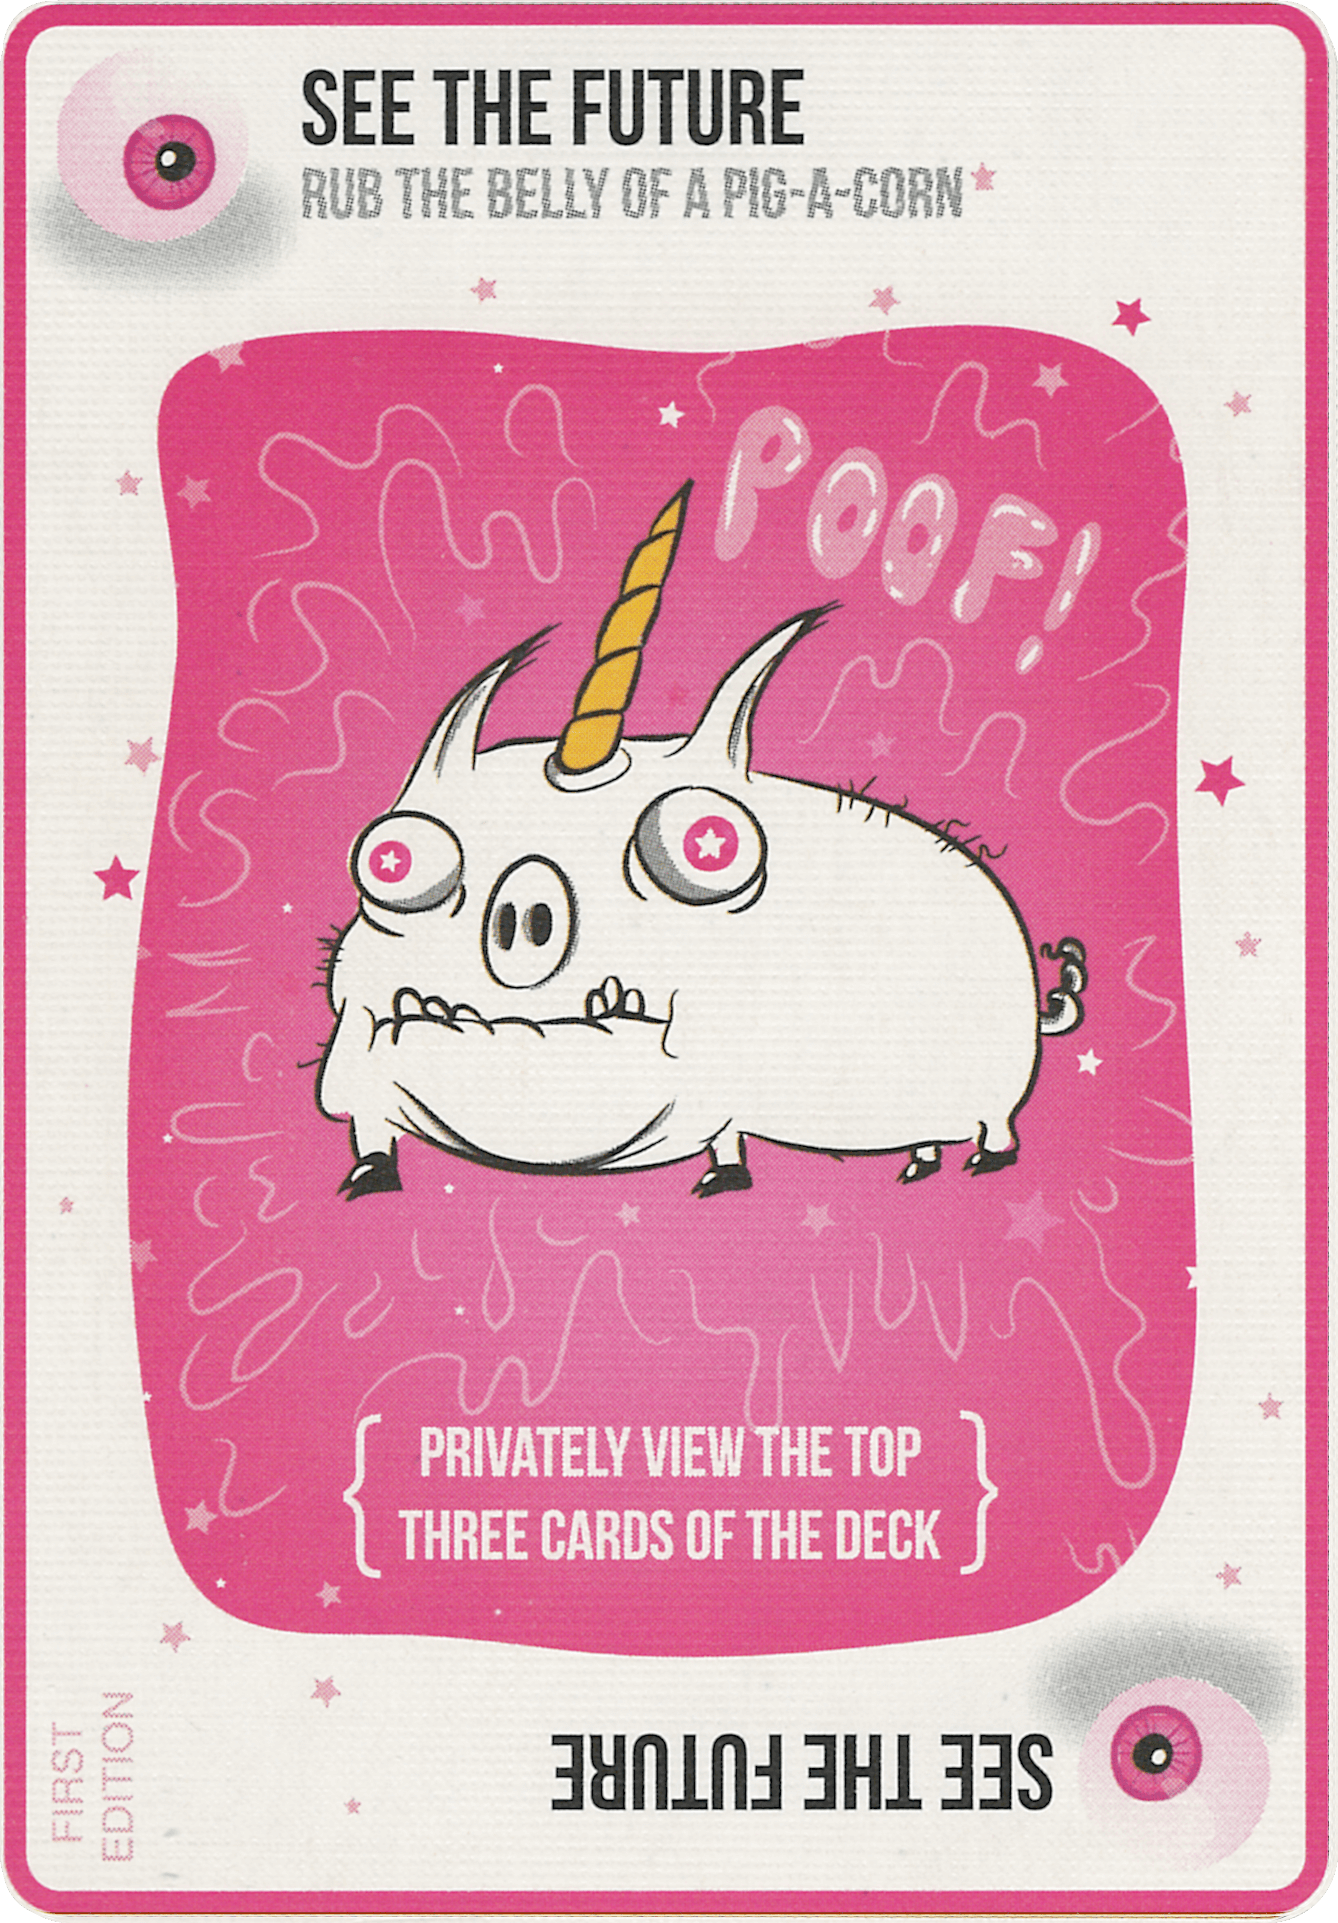 SEE THE FUTURE
RUB THE BELLY OF A PIG-A-CORN
POOF!
{PRIVATELY VIEW THE TOP
THREE CARDS OF THE DECK}
FIRST
EDITION
SEE THE FUTURE